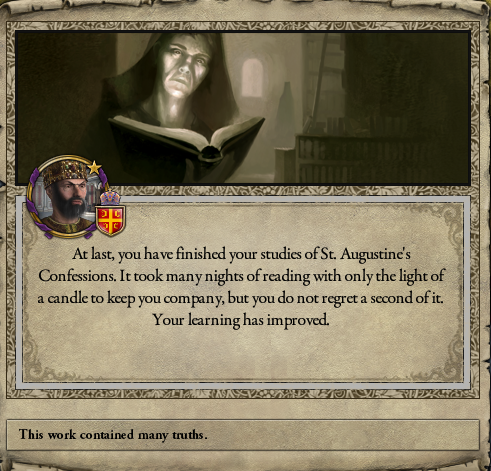 At last, you have finished your studies of St. Augustine's
Confessions. It took many nights of reading with only the light of
a candle to keep you company, but you do not regret a second of it.
Your learning has improved.
This work contained many truths.